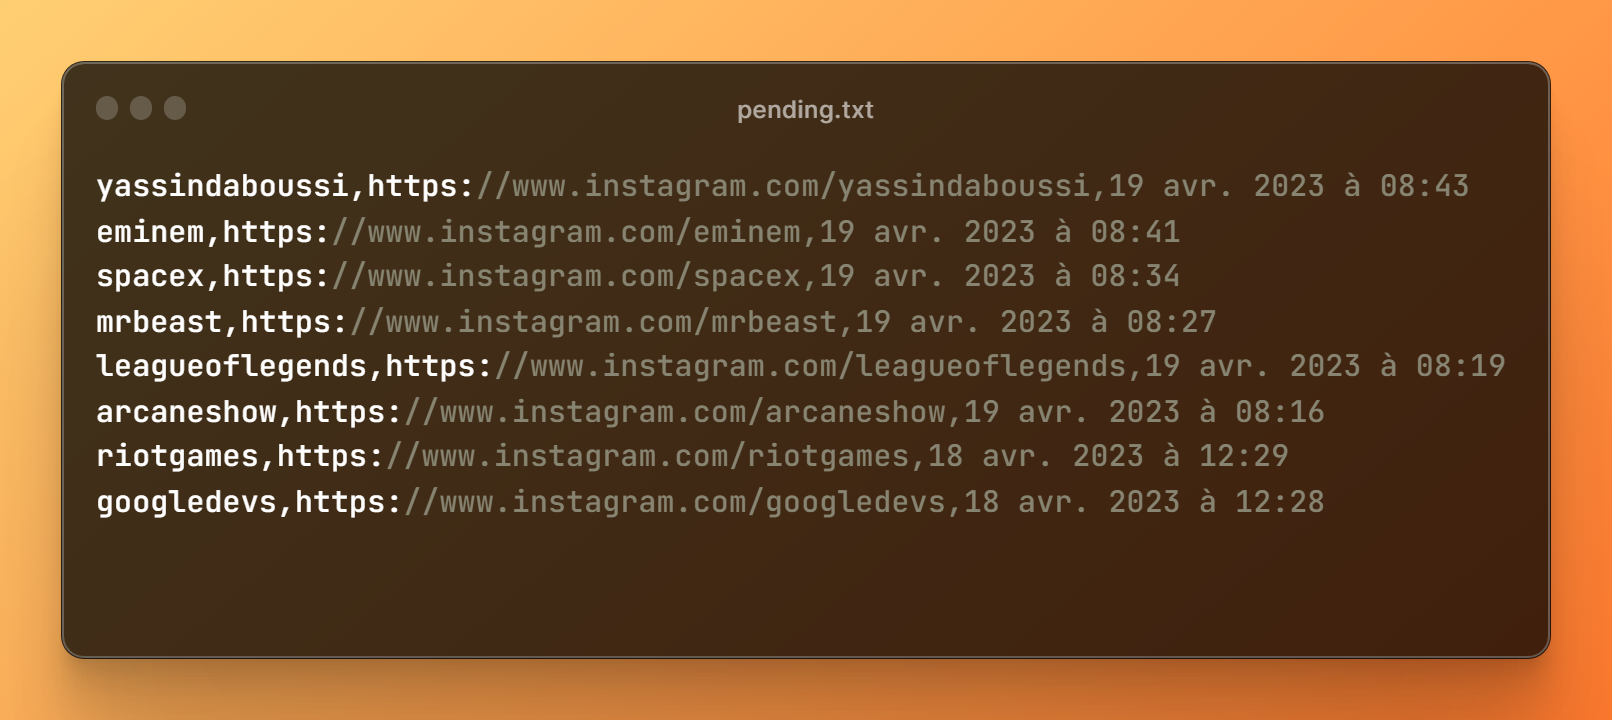 pending.txt
yassindaboussi,https://www.instagram.com/yassindaboussi,19 avr. 2023 à 08:43
eminem,https://www.instagram.com/eminem,19 avr. 2023 à 08:41
spacex,https://www.instagram.com/spacex,19 avr. 2023 à 08:34
mrbeast,https://www.instagram.com/mrbeast,19 avr. 2023 à 08:27
leagueoflegends,https://www.instagram.com/leagueoflegends,19 avr. 2023 à 08:19
arcaneshow,https://www.instagram.com/arcaneshow,19 avr. 2023 à 08:16
riotgames,https://www.instagram.com/riotgames,18 avr. 2023 à 12:29
googledevs,https://www.instagram.com/googledevs,18 avr. 2023 à 12:28